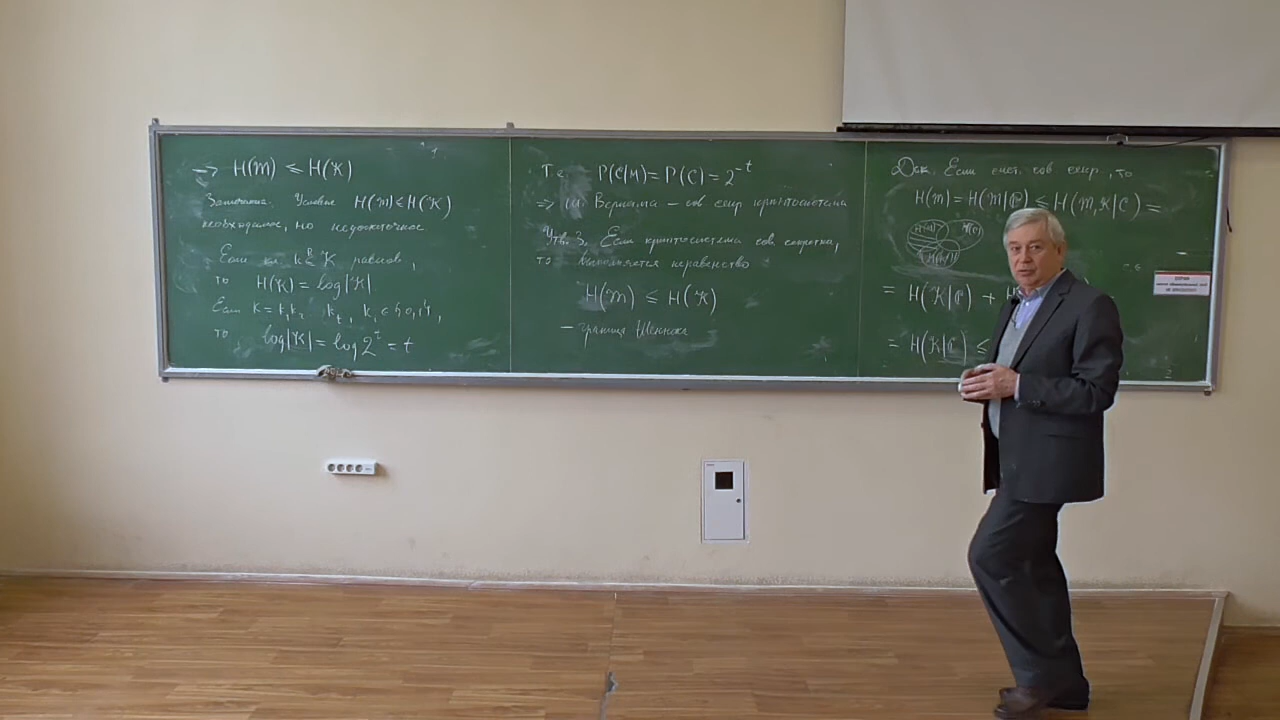 => H(M) ≤ H(K)
Замечание. Условие H(M) ≤ H(K)
необходимое, но недостаточное
Если кл. k ∈ K равнов.,
то H(K) = log|K|
Если k = k₁k₂ kₜ, kᵢ ∈ {0,1},
то log|K| = log 2ᵗ = t
Т.е. P(C|M) = P(C) = 2⁻ᵗ
=> ш. Вернама – сов. секр. криптосистема
Утв. 3. Если криптосистема сов. секретна,
то выполняется неравенство
H(M) ≤ H(K)
– граница Шеннона
Док. Если сист. сов. секр., то
H(M) = H(M|C) ≤ H(M,K|C) =
= H(K|C) + H
= H(K|C) ≤